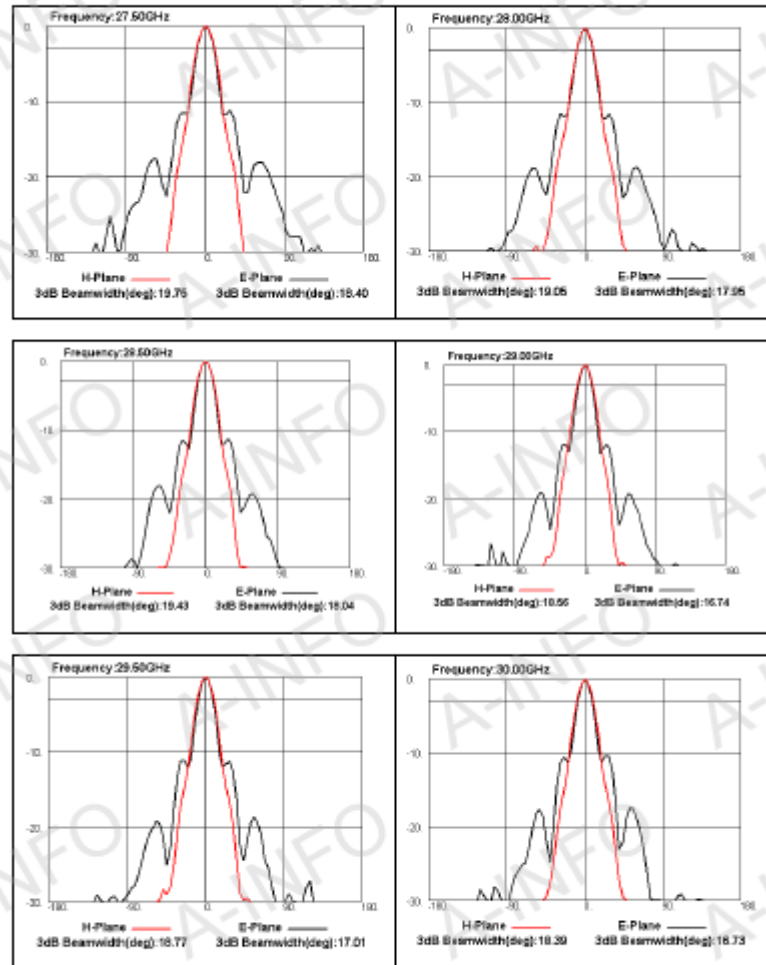 Frequency:27.50GHz
0.
-10.
-20.
-30.
-180. -90. 0. 90. 180.
H-Plane E-Plane
3dB Beamwidth(deg):19.75 3dB Beamwidth(deg):18.40
Frequency:28.00GHz
0.
-10.
-20.
-30.
-180. -90. 0. 90. 180.
H-Plane E-Plane
3dB Beamwidth(deg):19.05 3dB Beamwidth(deg):17.95
Frequency:28.50GHz
0.
-10.
-20.
-30.
-180. -90. 0. 90. 180.
H-Plane E-Plane
3dB Beamwidth(deg):19.43 3dB Beamwidth(deg):18.04
Frequency:29.00GHz
0.
-10.
-20.
-30.
-180. -90. 0. 90. 180.
H-Plane E-Plane
3dB Beamwidth(deg):18.56 3dB Beamwidth(deg):16.74
Frequency:29.50GHz
0.
-10.
-20.
-30.
-180. -90. 0. 90. 180.
H-Plane E-Plane
3dB Beamwidth(deg):18.77 3dB Beamwidth(deg):17.01
Frequency:30.00GHz
0.
-10.
-20.
-30.
-180. -90. 0. 90. 180.
H-Plane E-Plane
3dB Beamwidth(deg):18.39 3dB Beamwidth(deg):16.73
A-INFO